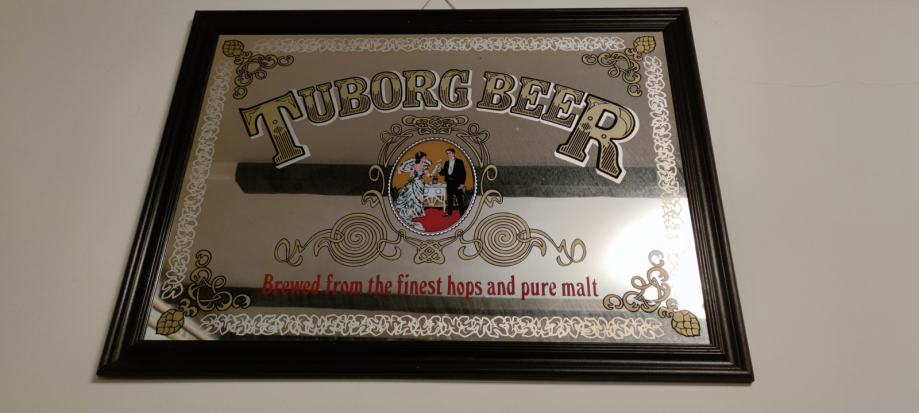 TUBORG BEER
Brewed from the finest hops and pure malt